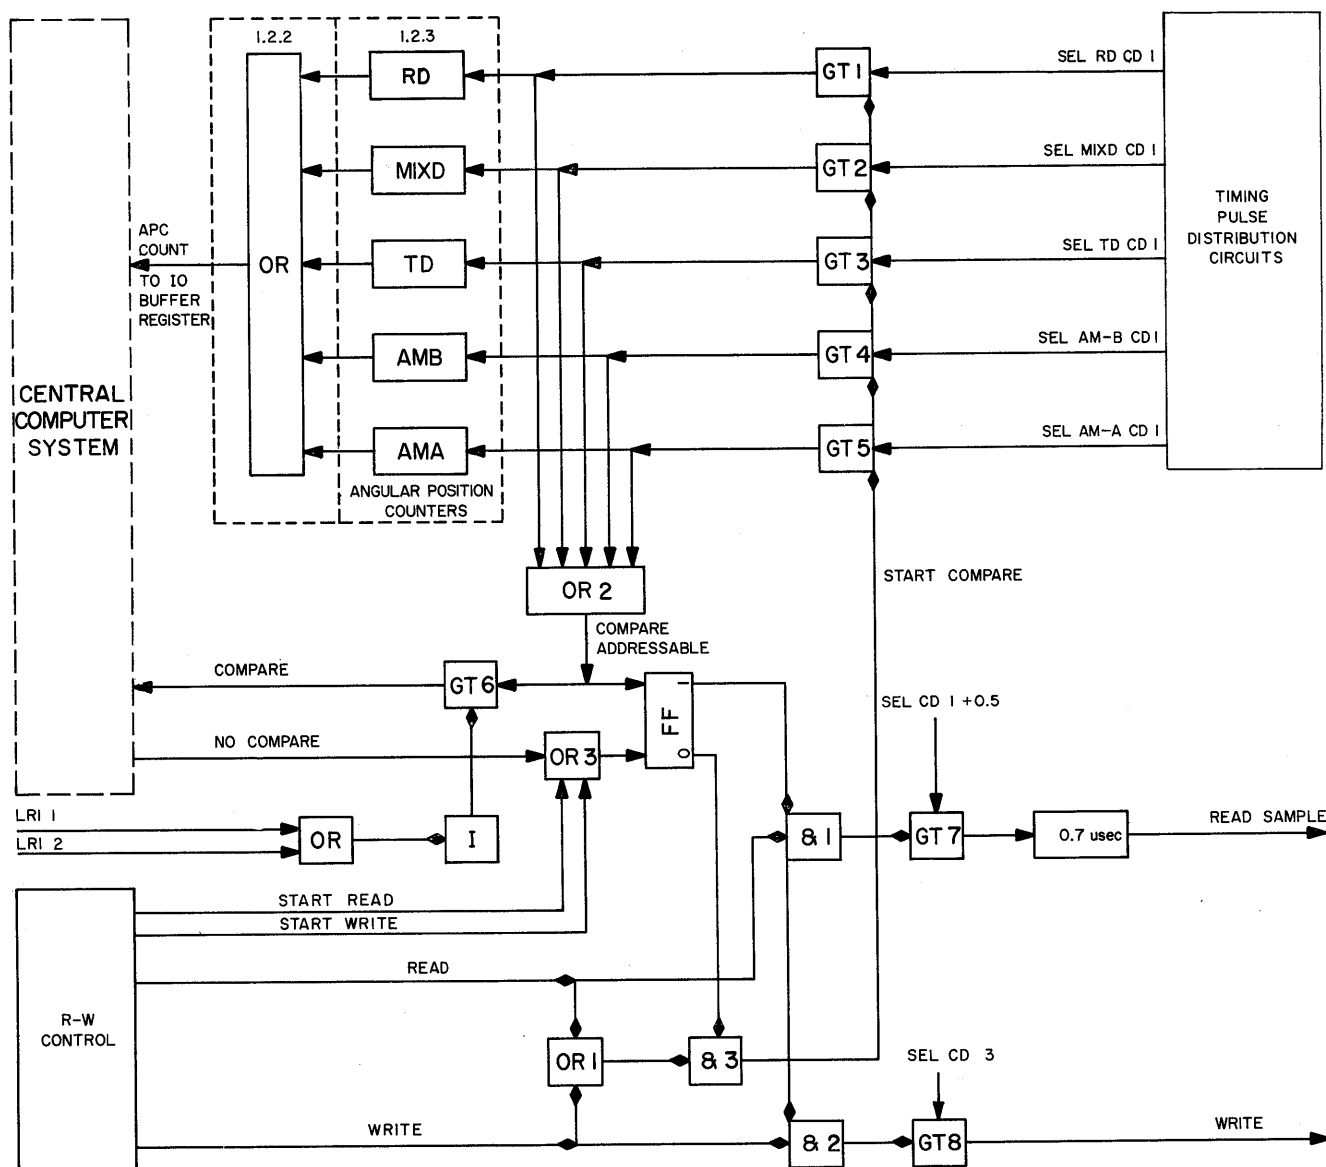 1.2.2
1.2.3
RD
MIXD
TD
AMB
AMA
OR
ANGULAR POSITION
COUNTERS
APC
COUNT
TO IO
BUFFER
REGISTER
CENTRAL
COMPUTER
SYSTEM
GT 1
GT 2
GT 3
GT 4
GT 5
SEL RD CD 1
SEL MIXD CD 1
SEL TD CD 1
SEL AM-B CD 1
SEL AM-A CD 1
TIMING
PULSE
DISTRIBUTION
CIRCUITS
START COMPARE
OR 2
COMPARE
ADDRESSABLE
COMPARE
GT 6
FF
1
0
NO COMPARE
OR 3
LRI 1
LRI 2
OR
I
SEL CD 1 +0.5
& 1
GT 7
0.7 usec
READ SAMPLE
START READ
START WRITE
READ
R-W
CONTROL
OR 1
& 3
SEL CD 3
WRITE
& 2
GT8
WRITE